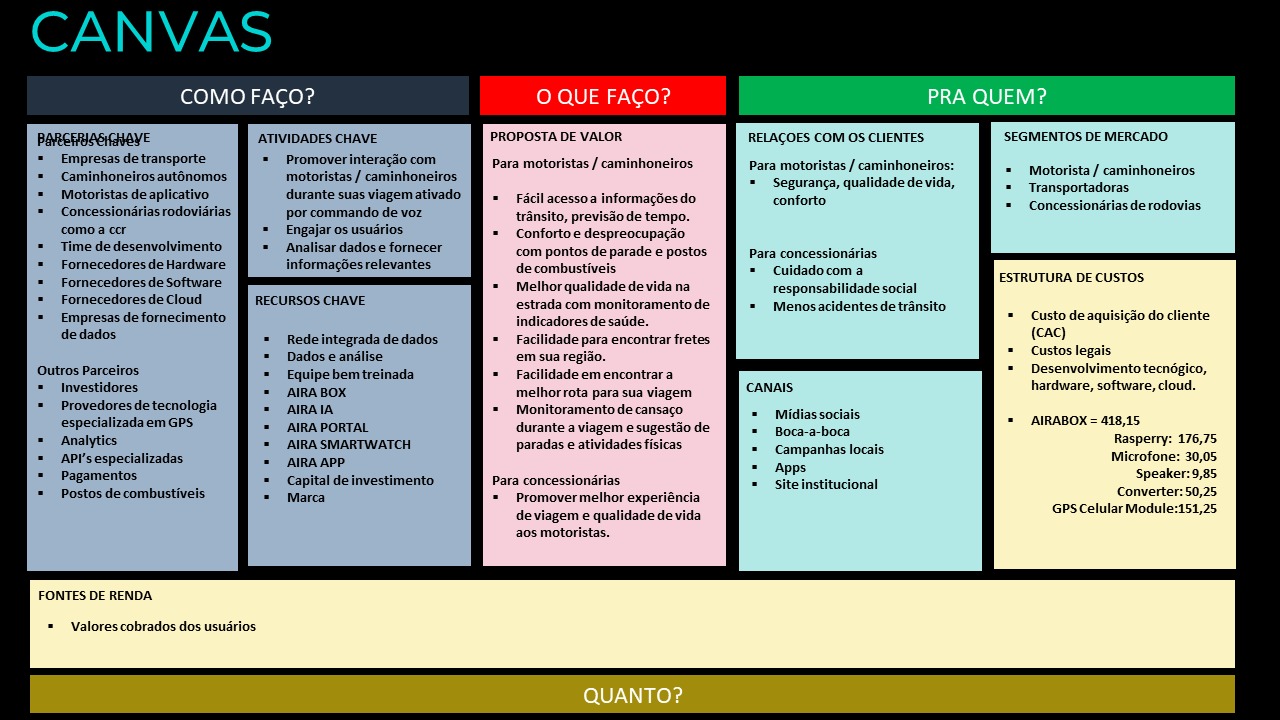 CANVAS
COMO FAÇO?
O QUE FAÇO?
PRA QUEM?
PARCERIAS CHAVE
Parceiros Chaves
▪ Empresas de transporte
▪ Caminhoneiros autônomos
▪ Motoristas de aplicativo
▪ Concessionárias rodoviárias
como a ccr
▪ Time de desenvolvimento
▪ Fornecedores de Hardware
▪ Fornecedores de Software
▪ Fornecedores de Cloud
▪ Empresas de fornecimento
de dados
Outros Parceiros
▪ Investidores
▪ Provedores de tecnologia
especializada em GPS
▪ Analytics
▪ API's especializadas
▪ Pagamentos
▪ Postos de combustíveis
ATIVIDADES CHAVE
▪ Promover interação com
motoristas / caminhoneiros
durante suas viagem ativado
por commando de voz
▪ Engajar os usuários
▪ Analisar dados e fornecer
informações relevantes
RECURSOS CHAVE
▪ Rede integrada de dados
▪ Dados e análise
▪ Equipe bem treinada
▪ AIRA BOX
▪ AIRA IA
▪ AIRA PORTAL
▪ AIRA SMARTWATCH
▪ AIRA APP
▪ Capital de investimento
▪ Marca
PROPOSTA DE VALOR
Para motoristas / caminhoneiros
▪ Fácil acesso a informações do
trânsito, previsão de tempo.
▪ Conforto e despreocupação
com pontos de parade e postos
de combustíveis
▪ Melhor qualidade de vida na
estrada com monitoramento de
indicadores de saúde.
▪ Facilidade para encontrar fretes
em sua região.
▪ Facilidade em encontrar a
melhor rota para sua viagem
▪ Monitoramento de cansaço
durante a viagem e sugestão de
paradas e atividades físicas
Para concessionárias
▪ Promover melhor experiência
de viagem e qualidade de vida
aos motoristas.
RELAÇOES COM OS CLIENTES
Para motoristas / caminhoneiros:
▪ Segurança, qualidade de vida,
conforto
Para concessionárias
▪ Cuidado com a
responsabilidade social
▪ Menos acidentes de trânsito
CANAIS
▪ Mídias sociais
▪ Boca-a-boca
▪ Campanhas locais
▪ Apps
▪ Site institucional
SEGMENTOS DE MERCADO
▪ Motorista / caminhoneiros
▪ Transportadoras
▪ Concessionárias de rodovias
ESTRUTURA DE CUSTOS
▪ Custo de aquisição do cliente
(CAC)
▪ Custos legais
▪ Desenvolvimento tecnógico,
hardware, software, cloud.
▪ AIRABOX = 418,15
Rasperry: 176,75
Microfone: 30,05
Speaker: 9,85
Converter: 50,25
GPS Celular Module:151,25
FONTES DE RENDA
▪ Valores cobrados dos usuários
QUANTO?